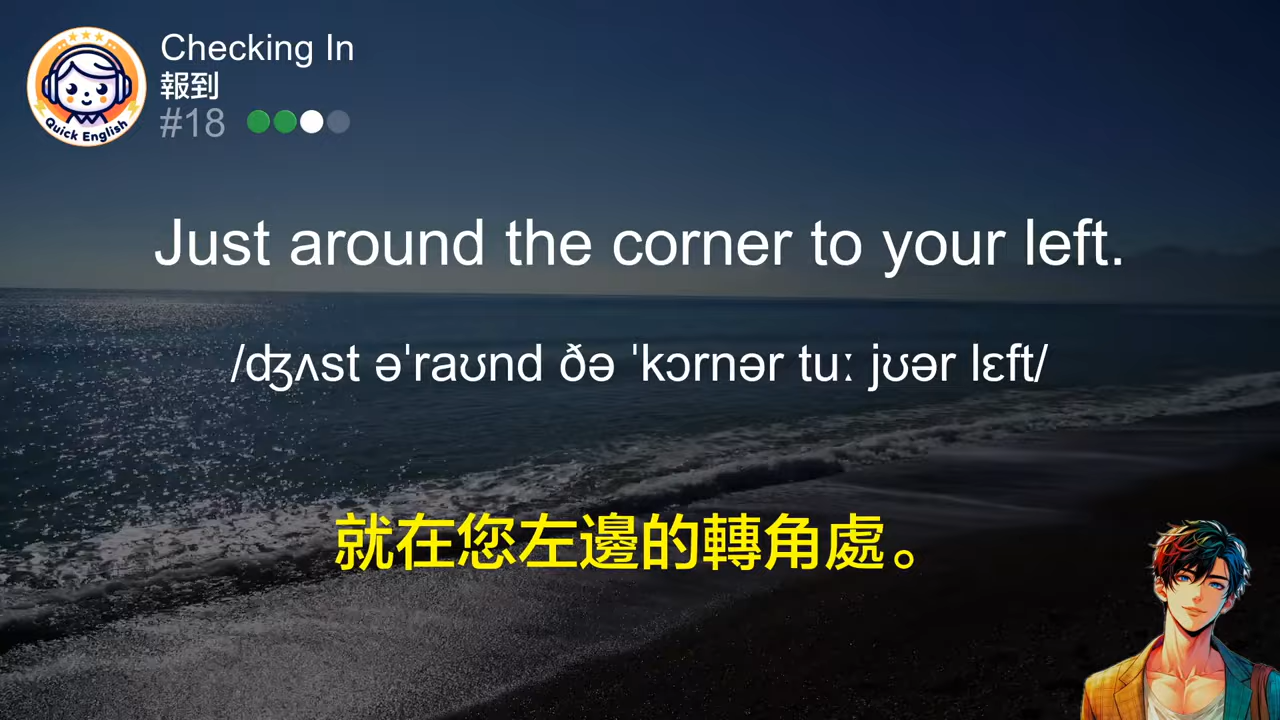 Quick English
Checking In
報到
#18
Just around the corner to your left.
/ʤʌst əˈraʊnd ðə ˈkɔrnər tuː jʊər lɛft/
就在您左邊的轉角處。